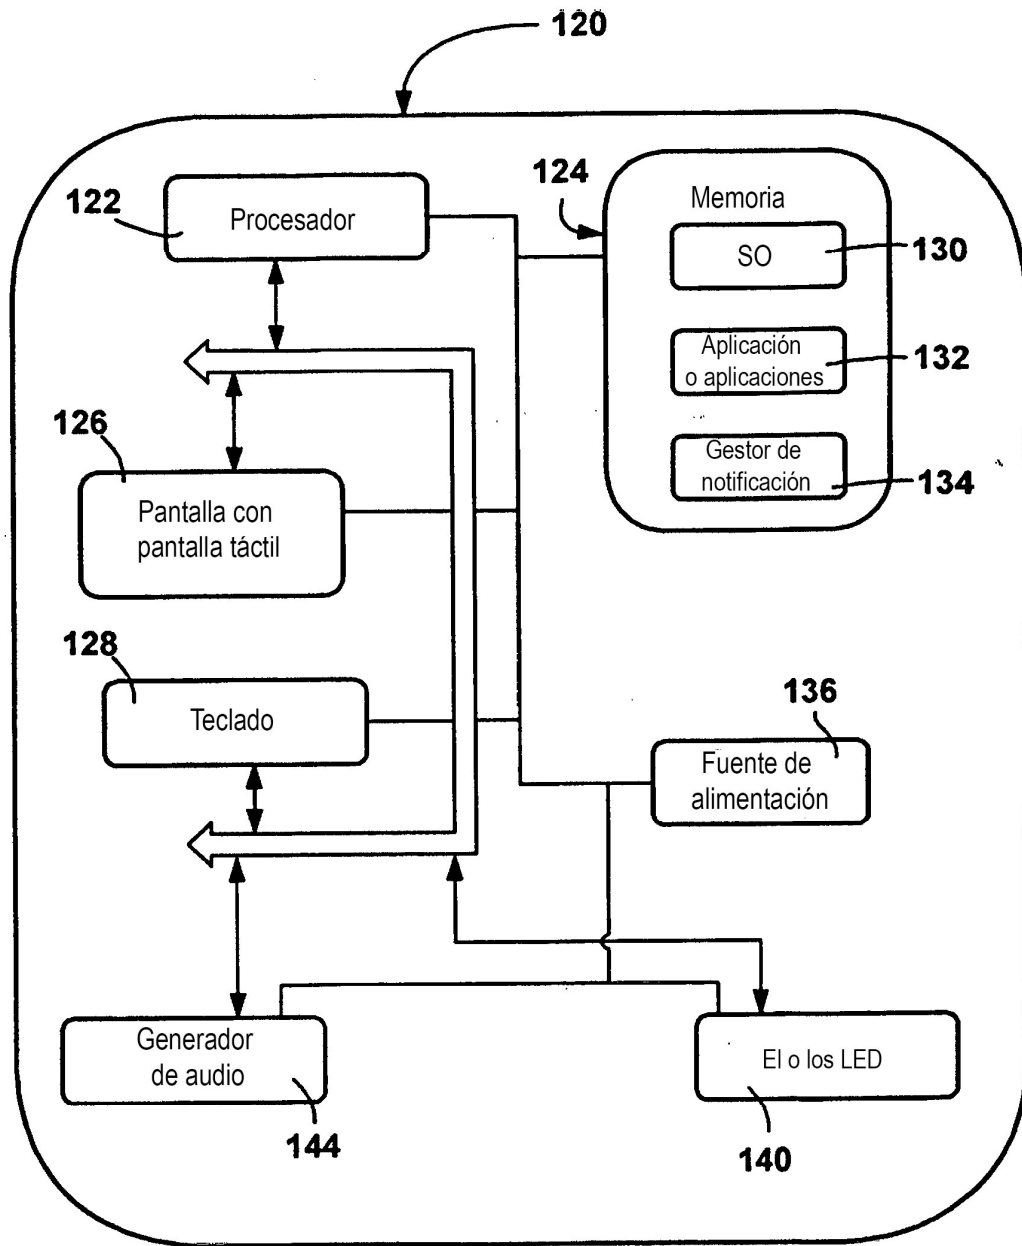 120
122
Procesador
124
Memoria
SO
130
Aplicación
o aplicaciones
132
Gestor de
notificación
134
126
Pantalla con
pantalla táctil
128
Teclado
136
Fuente de
alimentación
Generador
de audio
144
El o los LED
140